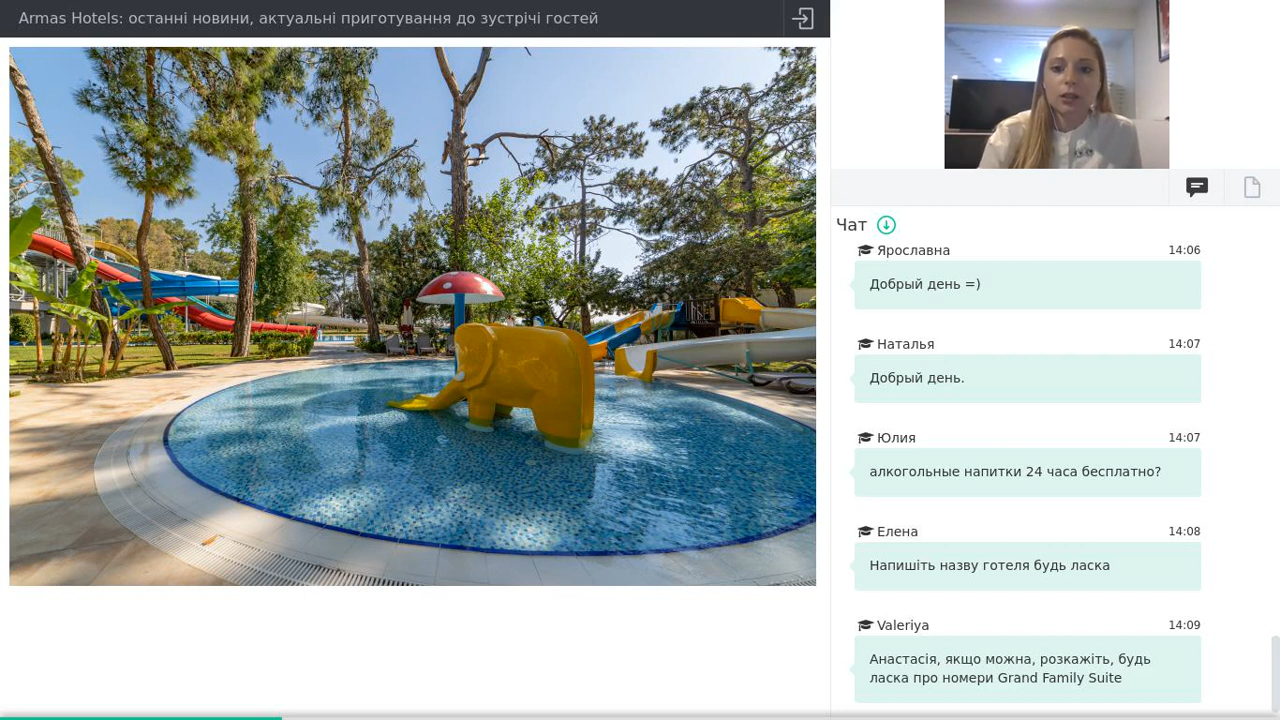 Armas Hotels: останні новини, актуальні приготування до зустрічі гостей
Чат
Ярославна 14:06
Добрый день =)
Наталья 14:07
Добрый день.
Юлия 14:07
алкогольные напитки 24 часа бесплатно?
Елена 14:08
Напишіть назву готеля будь ласка
Valeriya 14:09
Анастасія, якщо можна, розкажіть, будь
ласка про номери Grand Family Suite